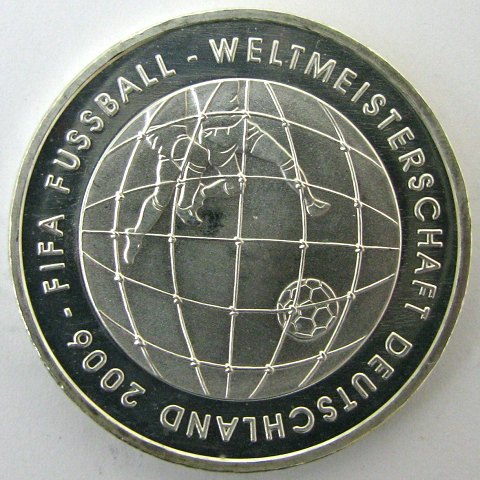 FIFA FUSSBALL - WELTMEISTERSCHAFT DEUTSCHLAND 2006 -